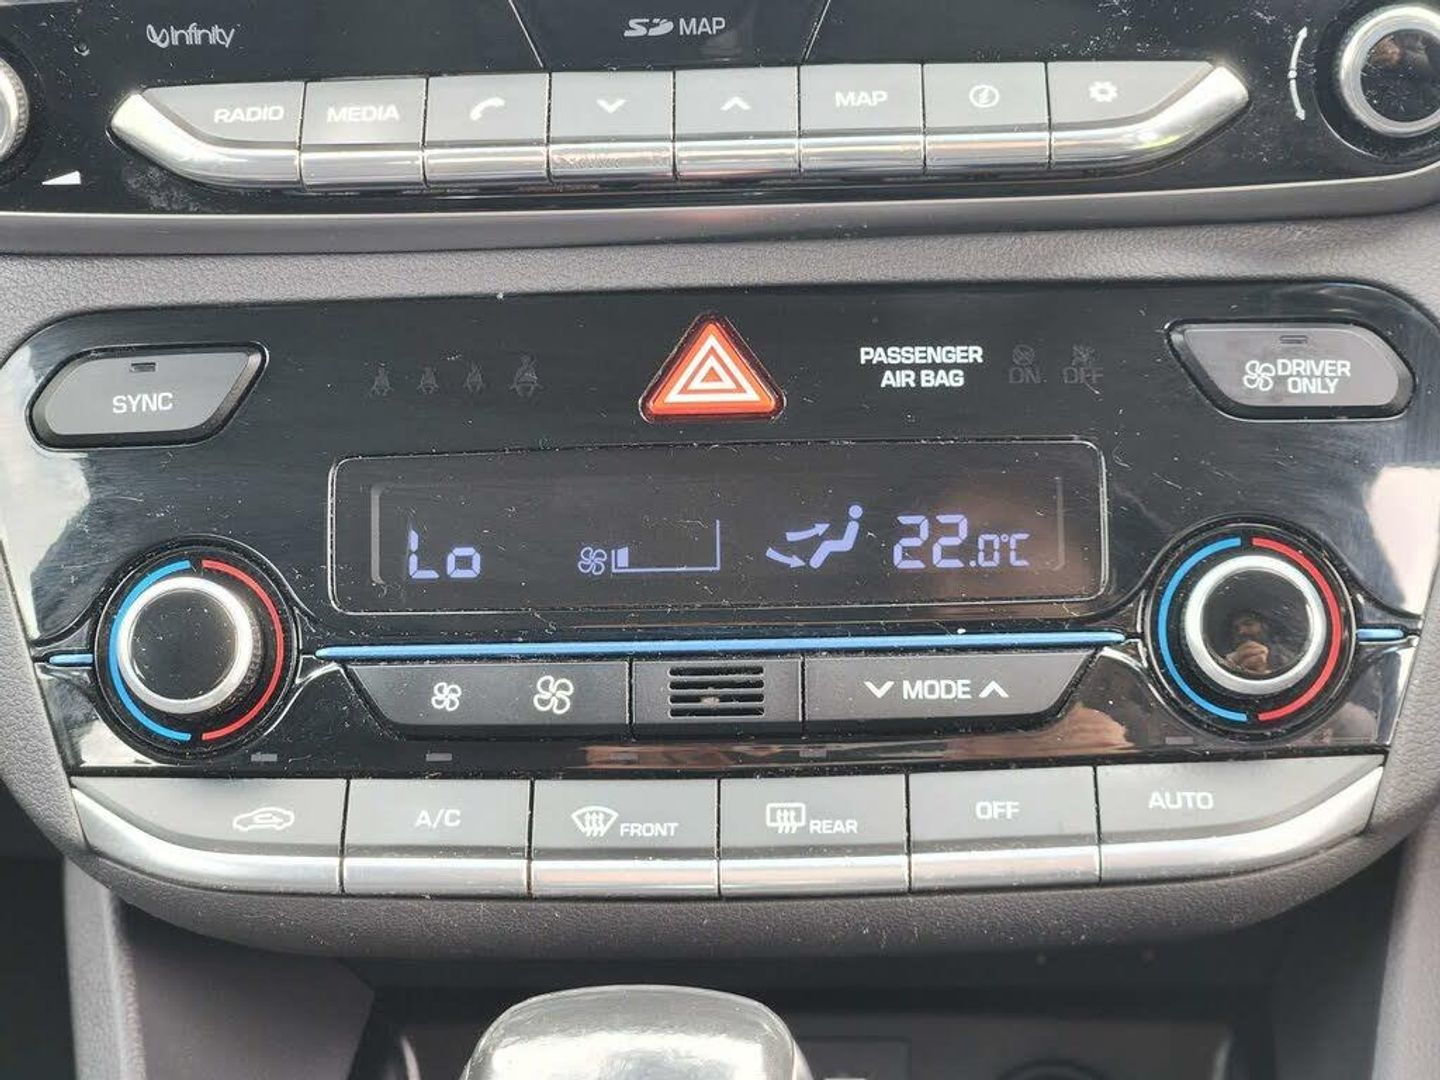 infinity
SD MAP
RADIO MEDIA MAP
PASSENGER
AIR BAG
ON OFF
SYNC
DRIVER
ONLY
Lo 22.0°C
MODE
A/C FRONT REAR OFF AUTO